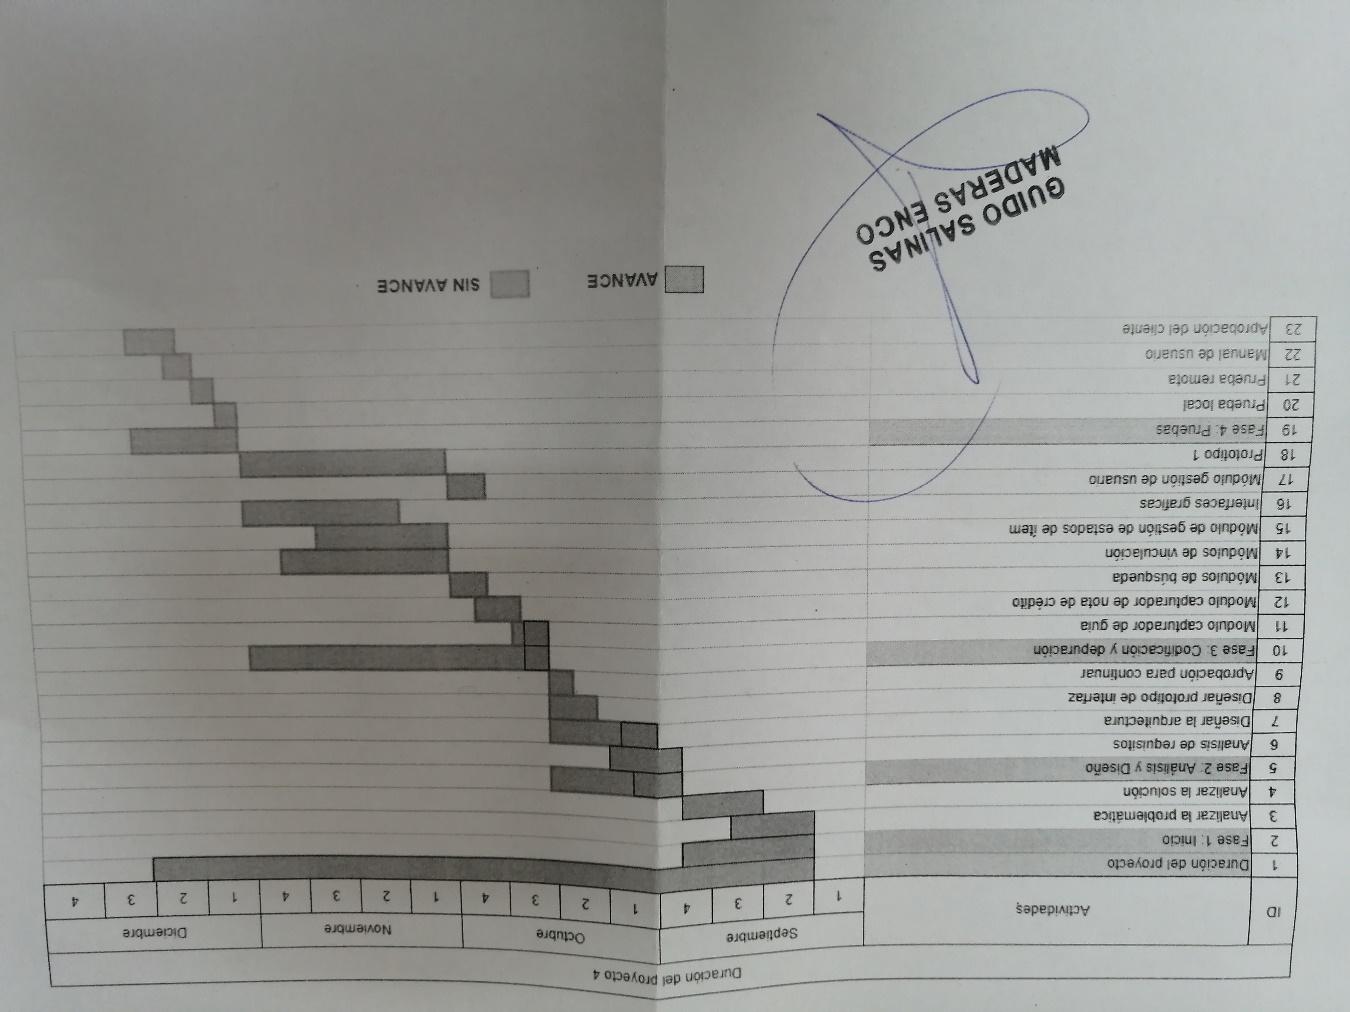 Duración del proyecto 4
ID Actividades Septiembre Octubre Noviembre Diciembre
1 2 3 4 1 2 3 4 1 2 3 4 1 2 3 4
1 Duración del proyecto
2 Fase 1: Inicio
3 Analizar la problemática
4 Analizar la solución
5 Fase 2: Análisis y Diseño
6 Analisis de requisitos
7 Diseñar la arquitectura
8 Diseñar prototipo de interfaz
9 Aprobación para continuar
10 Fase 3: Codificación y depuración
11 Modulo capturador de guia
12 Modulo capturador de nota de crédito
13 Módulos de búsqueda
14 Módulos de vinculación
15 Módulo de gestión de estados de ítem
16 Interfaces graficas
17 Módulo gestión de usuario
18 Prototipo 1
19 Fase 4: Pruebas
20 Prueba local
21 Prueba remota
22 Manual de usuario
23 Aprobación del cliente
AVANCE SIN AVANCE
GUIDO SALINAS
MADERAS ENCO